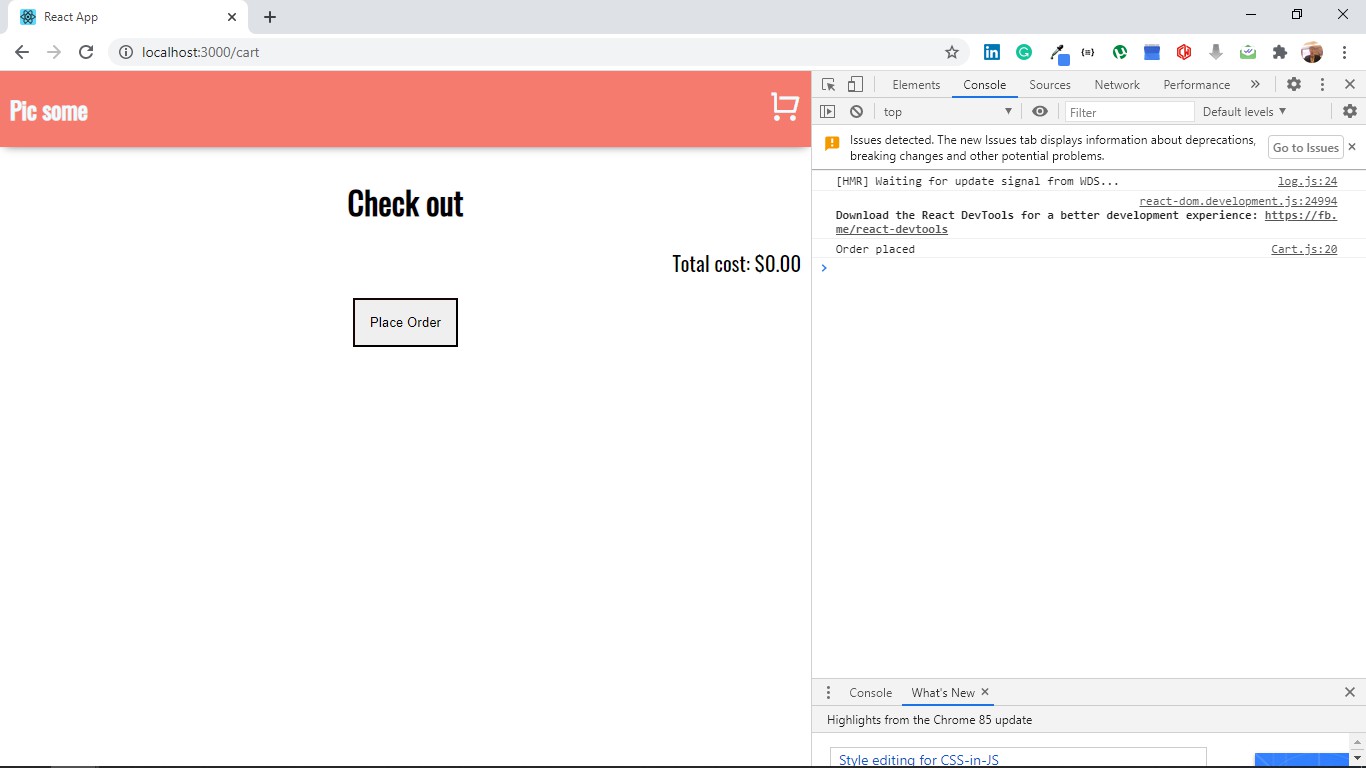 React App
localhost:3000/cart
Pic some
Check out
Total cost: $0.00
Place Order
Elements Console Sources Network Performance »
top Filter Default levels
Issues detected. The new Issues tab displays information about deprecations,
breaking changes and other potential problems.
Go to Issues
[HMR] Waiting for update signal from WDS... log.js:24
react-dom.development.js:24994
Download the React DevTools for a better development experience: https://fb.
me/react-devtools
Order placed Cart.js:20
Console What's New
Highlights from the Chrome 85 update
Style editing for CSS-in-JS